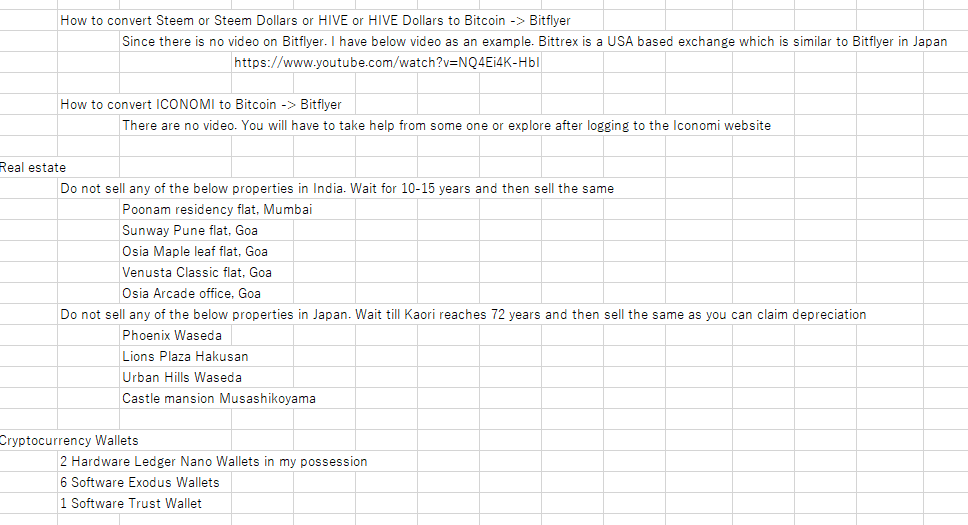 How to convert Steem or Steem Dollars or HIVE or HIVE Dollars to Bitcoin -> Bitflyer
Since there is no video on Bitflyer. I have below video as an example. Bittrex is a USA based exchange which is similar to Bitflyer in Japan
https://www.youtube.com/watch?v=NQ4Ei4K-HbI
How to convert ICONOMI to Bitcoin -> Bitflyer
There are no video. You will have to take help from some one or explore after logging to the Iconomi website
Real estate
Do not sell any of the below properties in India. Wait for 10-15 years and then sell the same
Poonam residency flat, Mumbai
Sunway Pune flat, Goa
Osia Maple leaf flat, Goa
Venusta Classic flat, Goa
Osia Arcade office, Goa
Do not sell any of the below properties in Japan. Wait till Kaori reaches 72 years and then sell the same as you can claim depreciation
Phoenix Waseda
Lions Plaza Hakusan
Urban Hills Waseda
Castle mansion Musashikoyama
Cryptocurrency Wallets
2 Hardware Ledger Nano Wallets in my possession
6 Software Exodus Wallets
1 Software Trust Wallet